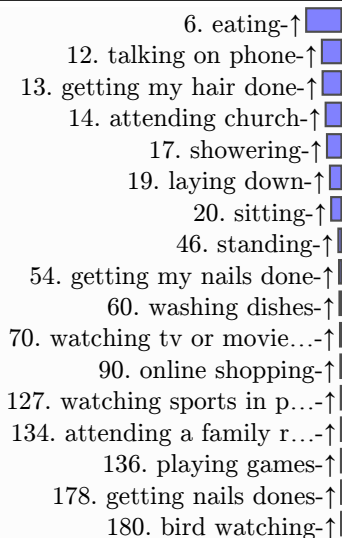 6. eating-↑
12. talking on phone-↑
13. getting my hair done-↑
14. attending church-↑
17. showering-↑
19. laying down-↑
20. sitting-↑
46. standing-↑
54. getting my nails done-↑
60. washing dishes-↑
70. watching tv or movie...-↑
90. online shopping-↑
127. watching sports in p...-↑
134. attending a family r...-↑
136. playing games-↑
178. getting nails dones-↑
180. bird watching-↑